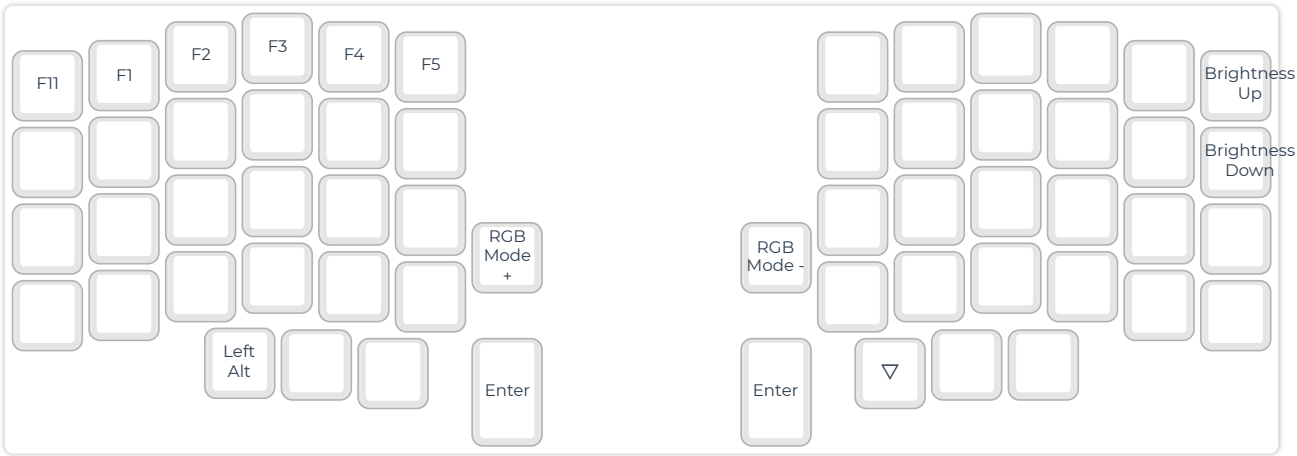 F11
F1
F2
F3
F4
F5
RGB
Mode
+
Left
Alt
Enter
Brightness
Up
Brightness
Down
RGB
Mode -
Enter
▽